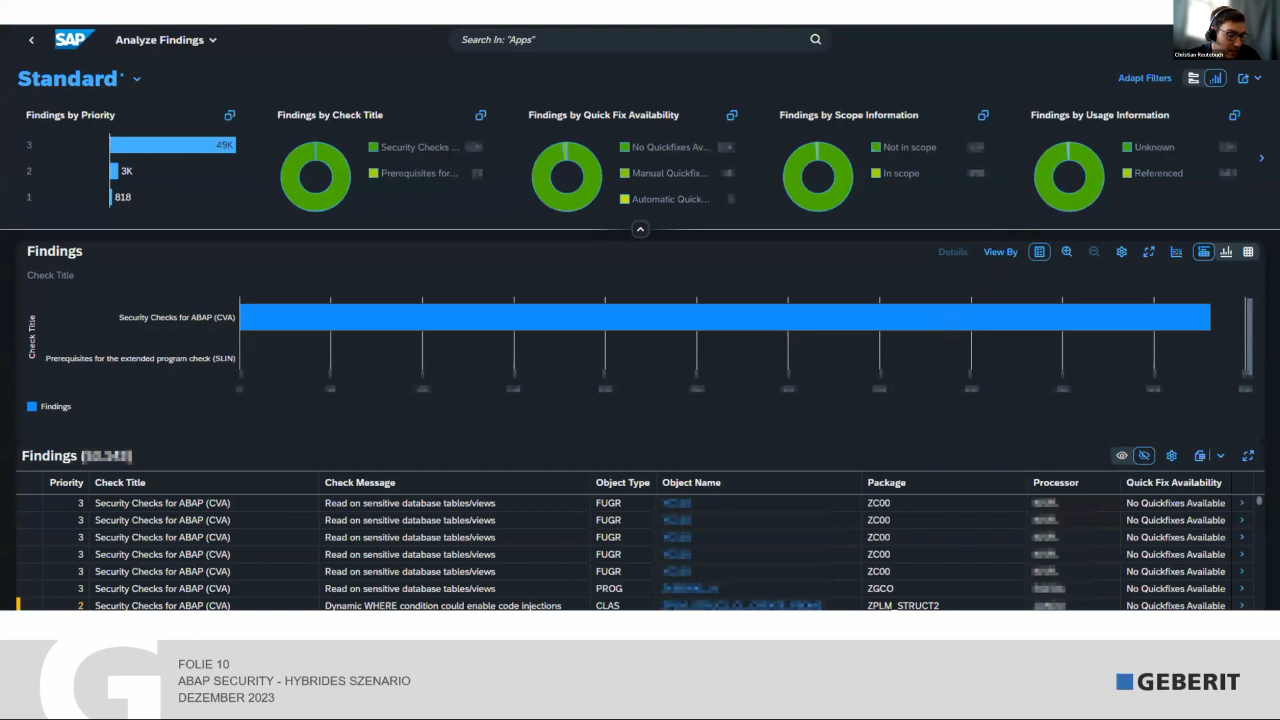 SAP
Analyze Findings
Search In: "Apps"
Christian Reutebuch
Standard*
Adapt Filters
Findings by Priority
3 49K
2 3K
1 818
Findings by Check Title
Security Checks ...
Prerequisites for...
Findings by Quick Fix Availability
No Quickfixes Av...
Manual Quickfix...
Automatic Quick...
Findings by Scope Information
Not in scope
In scope
Findings by Usage Information
Unknown
Referenced
Findings
Details View By
Check Title
Check Title
Security Checks for ABAP (CVA)
Prerequisites for the extended program check (SLIN)
Findings
Findings
Priority Check Title Check Message Object Type Object Name Package Processor Quick Fix Availability
3 Security Checks for ABAP (CVA) Read on sensitive database tables/views FUGR ZC00 No Quickfixes Available
3 Security Checks for ABAP (CVA) Read on sensitive database tables/views FUGR ZC00 No Quickfixes Available
3 Security Checks for ABAP (CVA) Read on sensitive database tables/views FUGR ZC00 No Quickfixes Available
3 Security Checks for ABAP (CVA) Read on sensitive database tables/views FUGR ZC00 No Quickfixes Available
3 Security Checks for ABAP (CVA) Read on sensitive database tables/views FUGR ZC00 No Quickfixes Available
3 Security Checks for ABAP (CVA) Read on sensitive database tables/views PROG ZGCO No Quickfixes Available
2 Security Checks for ABAP (CVA) Dynamic WHERE condition could enable code injections CLAS ZPLM_STRUCT2 No Quickfixes Available
G
FOLIE 10
ABAP SECURITY - HYBRIDES SZENARIO
DEZEMBER 2023
GEBERIT